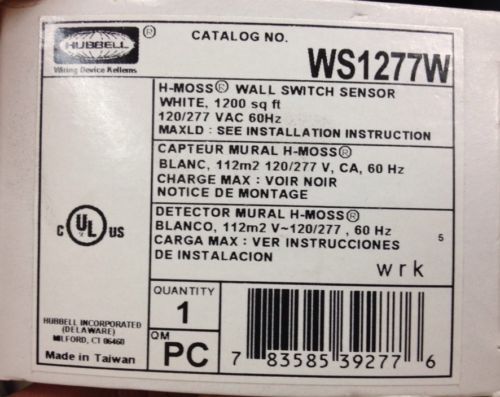 HUBBELL ®
Wiring Device Kellems
CATALOG NO.
WS1277W
H-MOSS® WALL SWITCH SENSOR
WHITE, 1200 sq ft
120/277 VAC 60Hz
MAXLD : SEE INSTALLATION INSTRUCTION
CAPTEUR MURAL H-MOSS®
BLANC, 112m2 120/277 V, CA, 60 Hz
CHARGE MAX : VOIR NOIR
NOTICE DE MONTAGE
DETECTOR MURAL H-MOSS®
BLANCO, 112m2 V~120/277 , 60 Hz
CARGA MAX : VER INSTRUCCIONES
DE INSTALACION
5
wrk
C UL US
HUBBELL INCORPORATED
(DELAWARE)
MILFORD, CT 06460
Made in Taiwan
QUANTITY
1
QM
PC
7 83585 39277 6